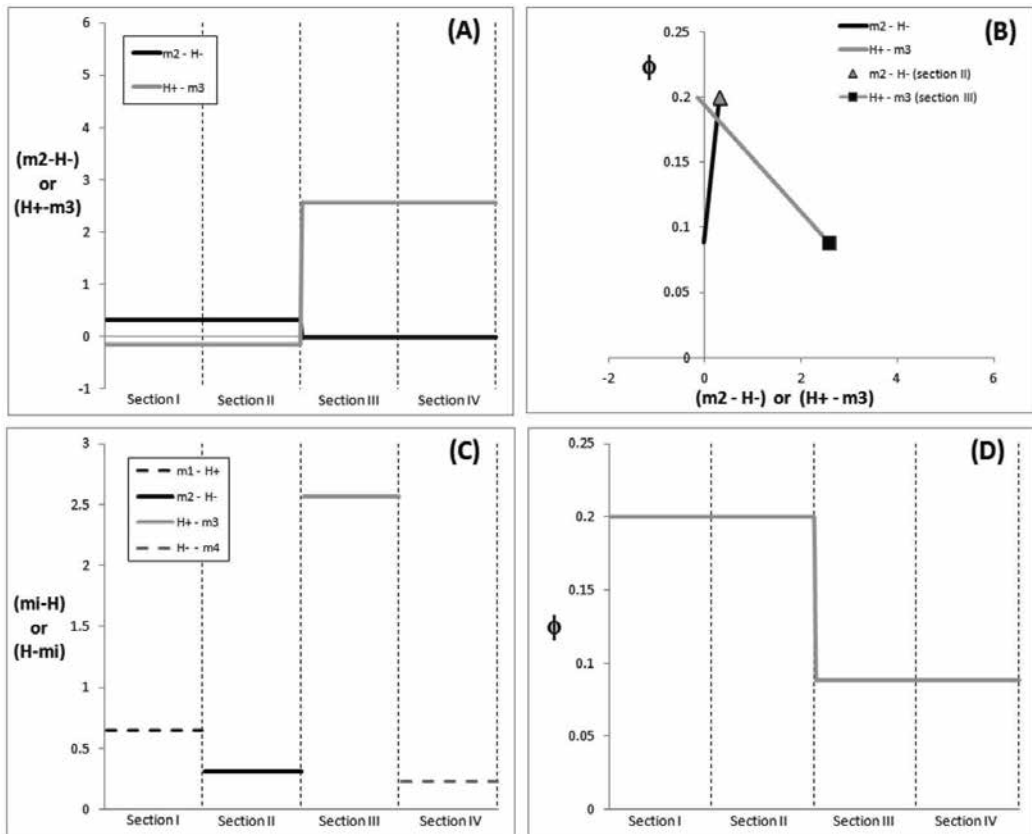 (A)
6
5
4
3
2
1
0
-1
m2 - H-
H+ - m3
(m2-H-)
or
(H+-m3)
Section I
Section II
Section III
Section IV
(B)
0.25
0.2
0.15
0.1
0.05
0
ϕ
m2 - H-
H+ - m3
m2 - H- (section II)
H+ - m3 (section III)
-2
0
2
4
6
(m2 - H-) or (H+ - m3)
(C)
3
2.5
2
1.5
1
0.5
0
m1 - H+
m2 - H-
H+ - m3
H- - m4
(mi-H)
or
(H-mi)
Section I
Section II
Section III
Section IV
(D)
0.25
0.2
0.15
0.1
0.05
0
ϕ
Section I
Section II
Section III
Section IV